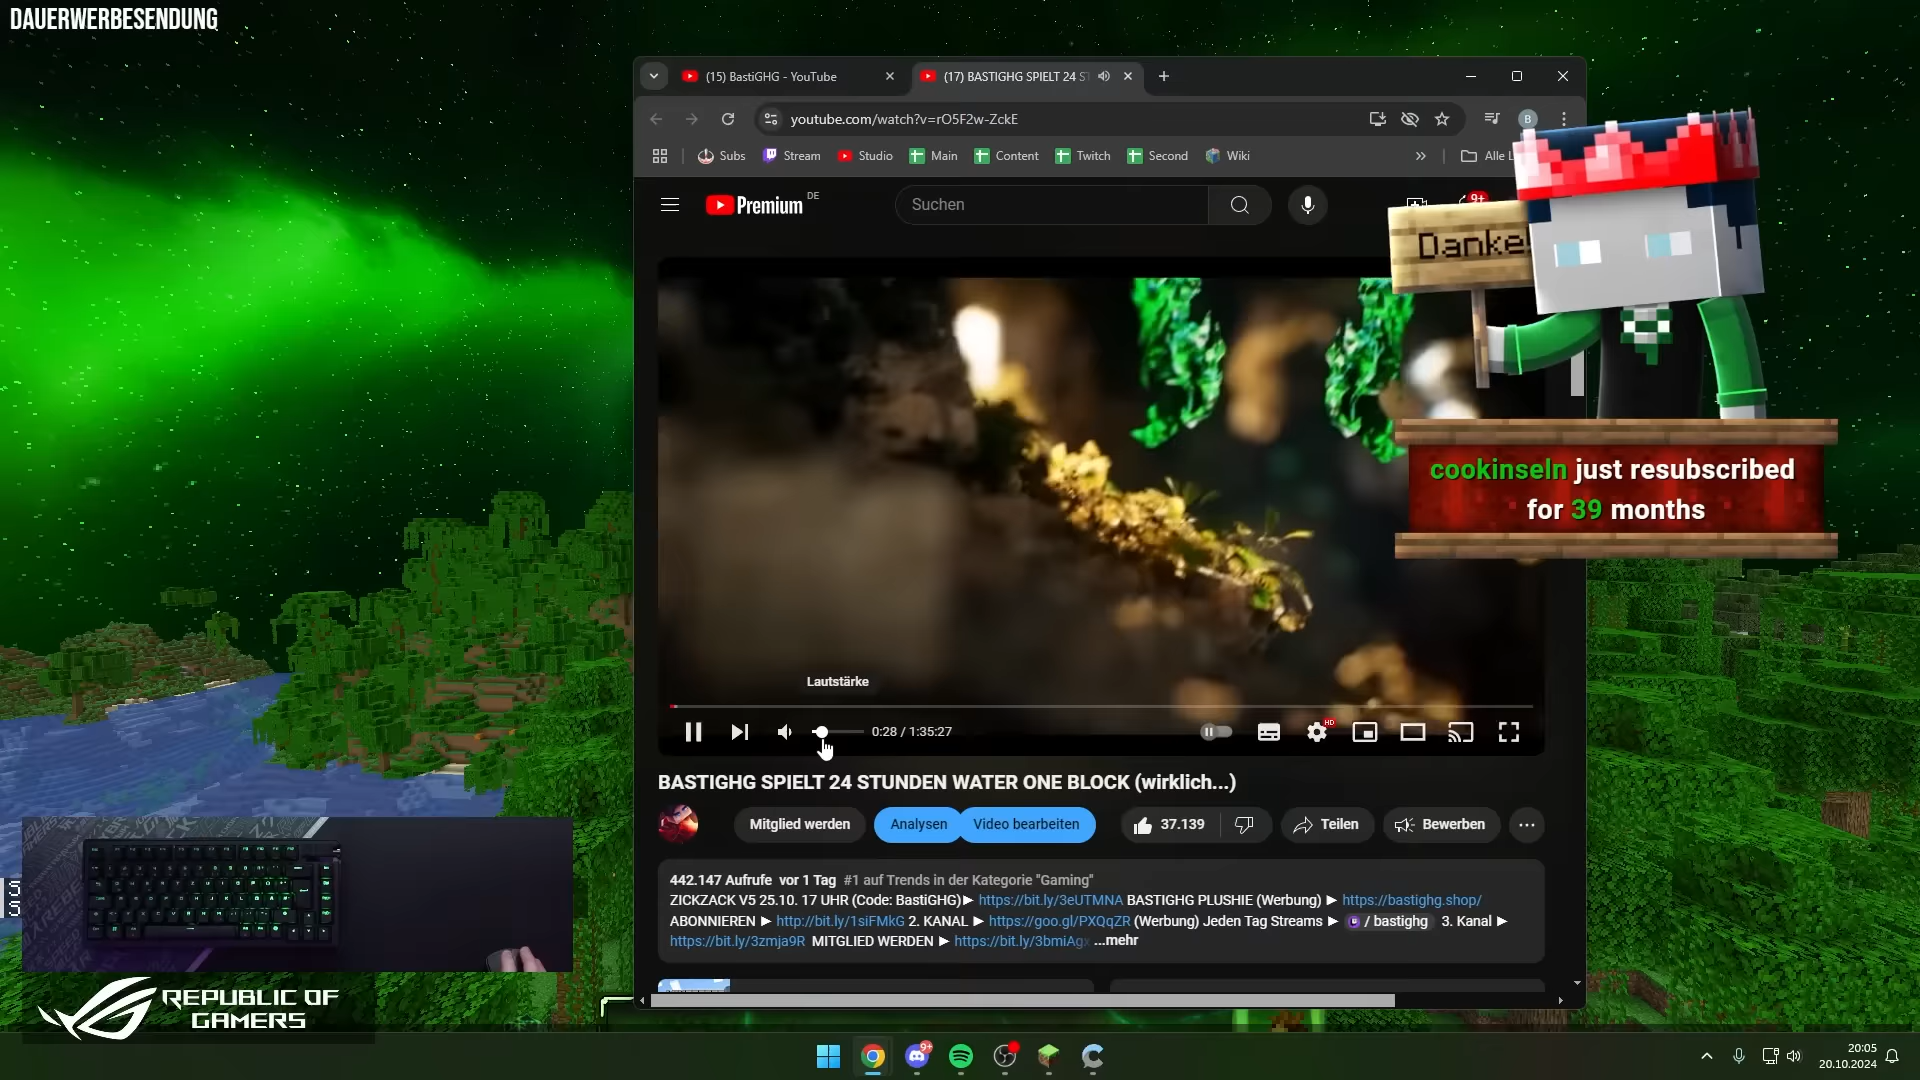 DAUERWERBESENDUNG
(15) BastiGHG - YouTube
(17) BASTIGHG SPIELT 24 S
youtube.com/watch?v=rO5F2w-ZckE
B
Subs
Stream
Studio
Main
Content
Twitch
Second
Wiki
»
Alle L
Premium DE
Suchen
9+
Danke
cookinseln just resubscribed
for 39 months
Lautstärke
0:28 / 1:35:27
HD
BASTIGHG SPIELT 24 STUNDEN WATER ONE BLOCK (wirklich...)
Mitglied werden
Analysen
Video bearbeiten
37.139
Teilen
Bewerben
442.147 Aufrufe vor 1 Tag #1 auf Trends in der Kategorie "Gaming"
ZICKZACK V5 25.10. 17 UHR (Code: BastiGHG)► https://bit.ly/3eUTMNA BASTIGHG PLUSHIE (Werbung) ► https://bastighg.shop/
ABONNIEREN ► http://bit.ly/1siFMkG 2. KANAL ► https://goo.gl/PXQqZR (Werbung) Jeden Tag Streams ► / bastighg 3. Kanal ►
https://bit.ly/3zmja9R MITGLIED WERDEN ► https://bit.ly/3bmiAgx ...mehr
S
S
REPUBLIC OF
GAMERS
9+
20:05
20.10.2024